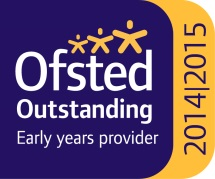 Ofsted
Outstanding
Early years provider
2014|2015